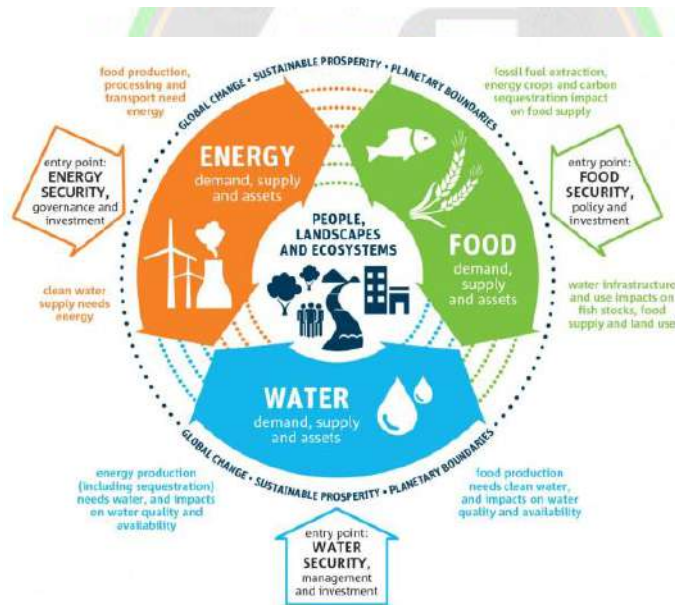 GLOBAL CHANGE • SUSTAINABLE PROSPERITY • PLANETARY BOUNDARIES
food production,
processing and
transport need
energy
fossil fuel extraction,
energy crops and carbon
sequestration impact
on food supply
entry point:
ENERGY
SECURITY,
governance and
investment
ENERGY
demand, supply
and assets
PEOPLE,
LANDSCAPES
AND ECOSYSTEMS
FOOD
demand,
supply
and assets
entry point:
FOOD
SECURITY,
policy and
investment
clean water
supply needs
energy
water infrastructure
and use impacts on
fish stocks, food
supply and land use
WATER
demand, supply
and assets
GLOBAL CHANGE • SUSTAINABLE PROSPERITY • PLANETARY BOUNDARIES
energy production
(including sequestration)
needs water, and impacts
on water quality and
availability
food production
needs clean water,
and impacts on water
quality and availability
entry point:
WATER
SECURITY,
management
and investment